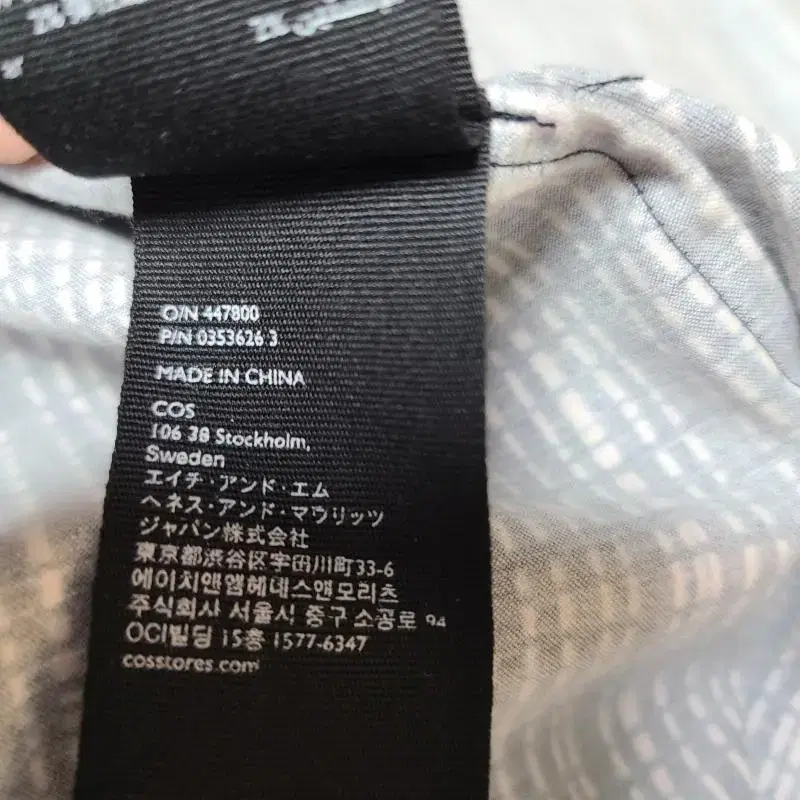 O/N 447800
P/N 0353626 3
MADE IN CHINA
COS
106 38 Stockholm,
Sweden
エイチ・アンド・エム
ヘネス・アンド・マウリッツ
ジャパン株式会社
東京都渋谷区宇田川町33-6
에이치앤엠헤네스앤모리츠
주식회사 서울시 중구 소공로 94
OCI빌딩 15층 1577-6347
cosstores.com